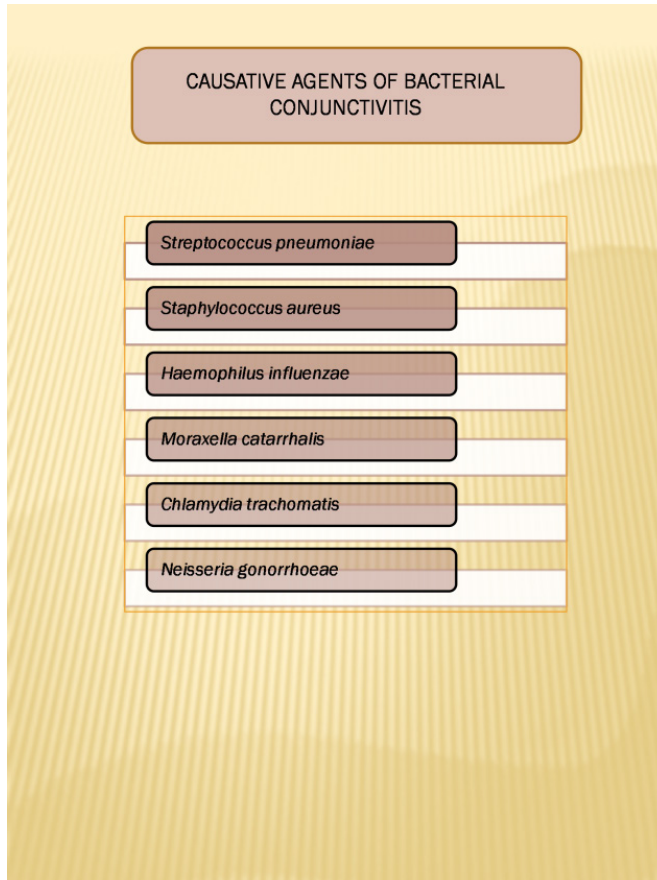 CAUSATIVE AGENTS OF BACTERIAL
CONJUNCTIVITIS
Streptococcus pneumoniae
Staphylococcus aureus
Haemophilus influenzae
Moraxella catarrhalis
Chlamydia trachomatis
Neisseria gonorrhoeae